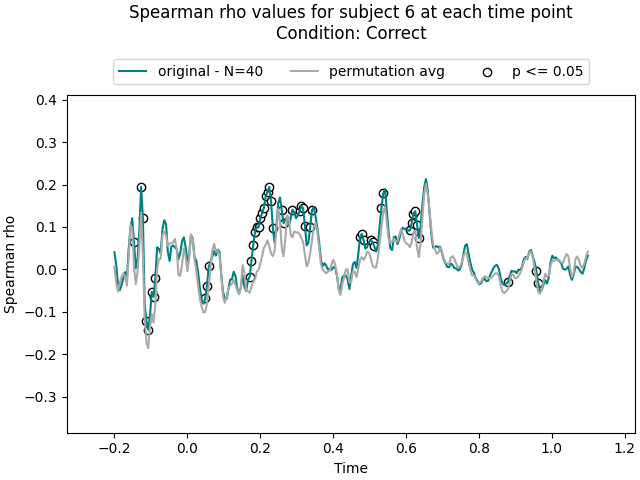 Spearman rho values for subject 6 at each time point
Condition: Correct
original - N=40
permutation avg
p <= 0.05
0.4
0.3
0.2
0.1
0.0
−0.1
−0.2
−0.3
Spearman rho
−0.2
0.0
0.2
0.4
0.6
0.8
1.0
1.2
Time